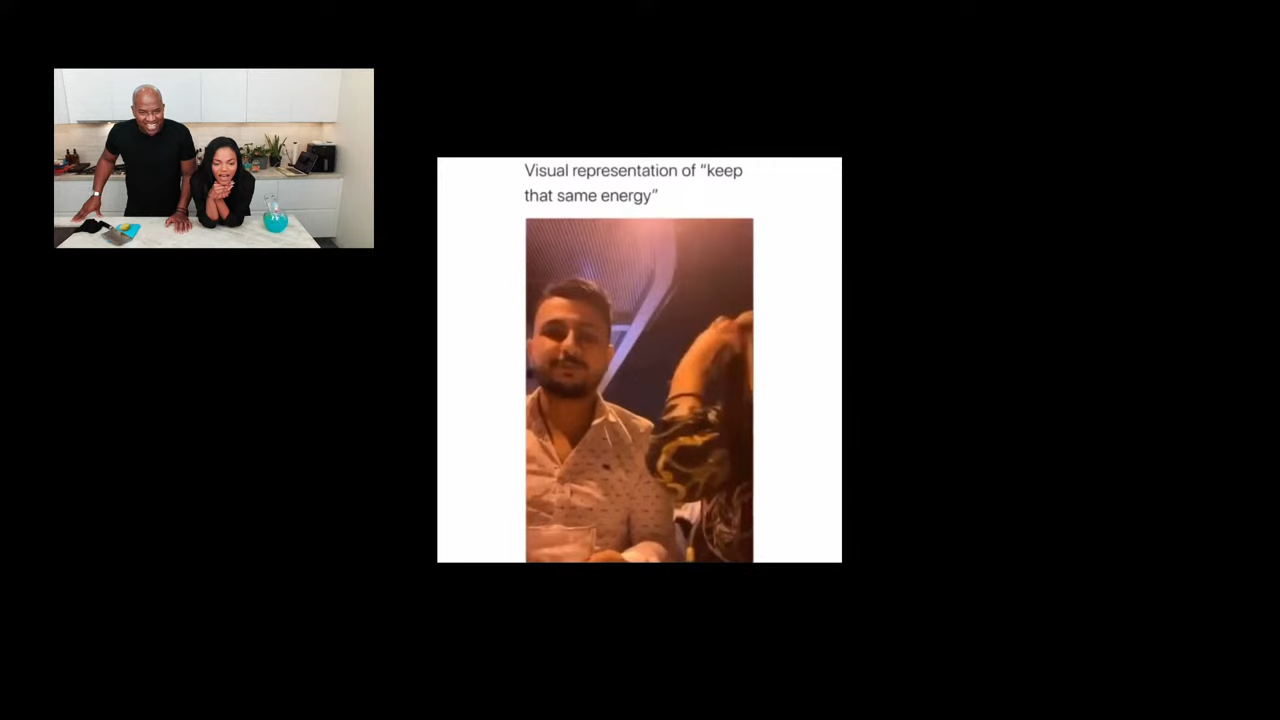 Visual representation of “keep
that same energy”